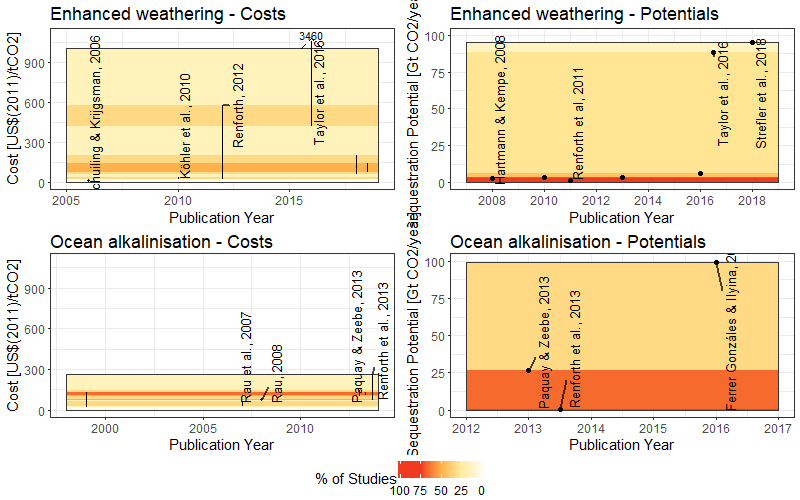 Enhanced weathering - Costs
Cost [US$(2011)/tCO2]
900
600
300
0
2005
2010
2015
Publication Year
chuiling & Krijgsman, 2006
Köhler et al., 2010
Renforth, 2012
3460
Taylor et al., 2016
Enhanced weathering - Potentials
equestration Potential [Gt CO2/yea
100
75
50
25
0
2008
2010
2012
2014
2016
2018
Publication Year
Hartmann & Kempe, 2008
Renforth et al, 2011
Taylor et al., 2016
Strefler et al., 2018
Ocean alkalinisation - Costs
Cost [US$(2011)/tCO2]
900
600
300
0
2000
2005
2010
Publication Year
Rau et al., 2007
Rau, 2008
Paquay & Zeebe, 2013
Renforth et al., 2013
Ocean alkalinisation - Potentials
Sequestration Potential [Gt CO2/year]
100
75
50
25
0
2012
2013
2014
2015
2016
2017
Publication Year
Paquay & Zeebe, 2013
Renforth et al., 2013
Ferrer Gonzáles & Ilyina, 20
% of Studies
100 75 50 25 0